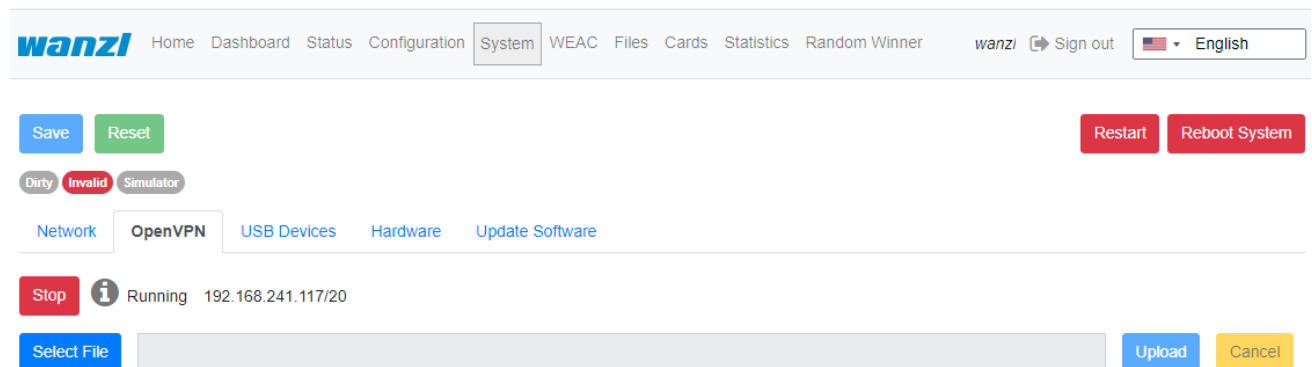 wanzl Home Dashboard Status Configuration System WEAC Files Cards Statistics Random Winner wanzl Sign out English
Save Reset Restart Reboot System
Dirty Invalid Simulator
Network OpenVPN USB Devices Hardware Update Software
Stop Running 192.168.241.117/20
Select File Upload Cancel